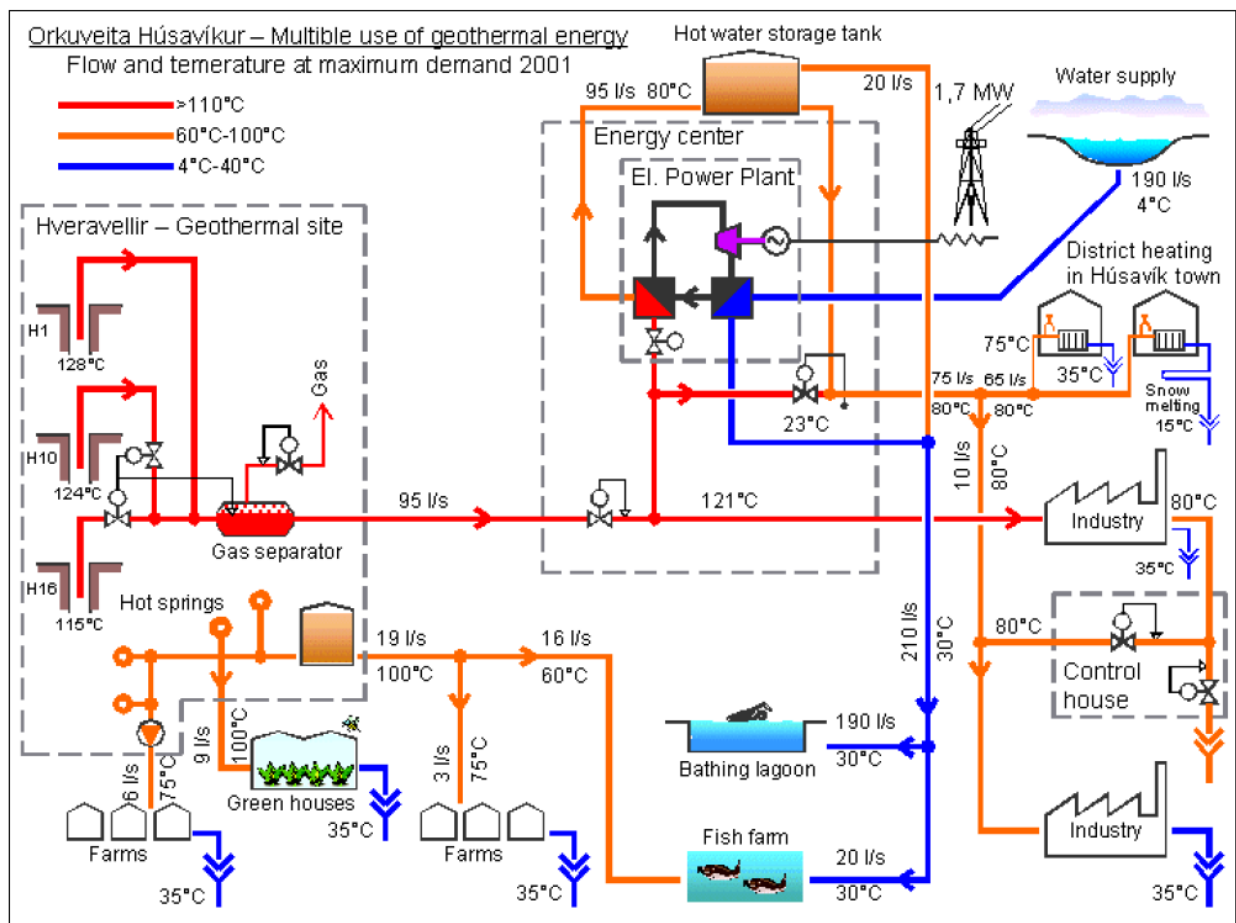 Orkuveita Húsavíkur – Multible use of geothermal energy
Flow and temerature at maximum demand 2001
>110°C
60°C-100°C
4°C-40°C
Hot water storage tank
95 l/s 80°C
20 l/s
1,7 MW
Water supply
190 l/s
4°C
Energy center
El. Power Plant
Hveravellir – Geothermal site
H1
128°C
H10
124°C
H16
115°C
Gas
Gas separator
95 l/s
121°C
23°C
District heating
in Húsavík town
75°C
35°C
75 l/s 65 l/s
80°C 80°C
Snow
melting
15°C
10 l/s
80°C
Industry
80°C
35°C
Hot springs
19 l/s
100°C
16 l/s
60°C
210 l/s
30°C
80°C
Control
house
6 l/s
75°C
9 l/s
100°C
Green houses
35°C
3 l/s
75°C
Bathing lagoon
190 l/s
30°C
Farms
35°C
Farms
35°C
Fish farm
20 l/s
30°C
Industry
35°C